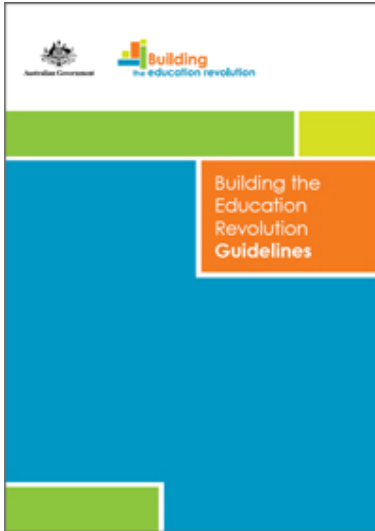 Australian Government
Building
the education revolution
Building the
Education
Revolution
Guidelines